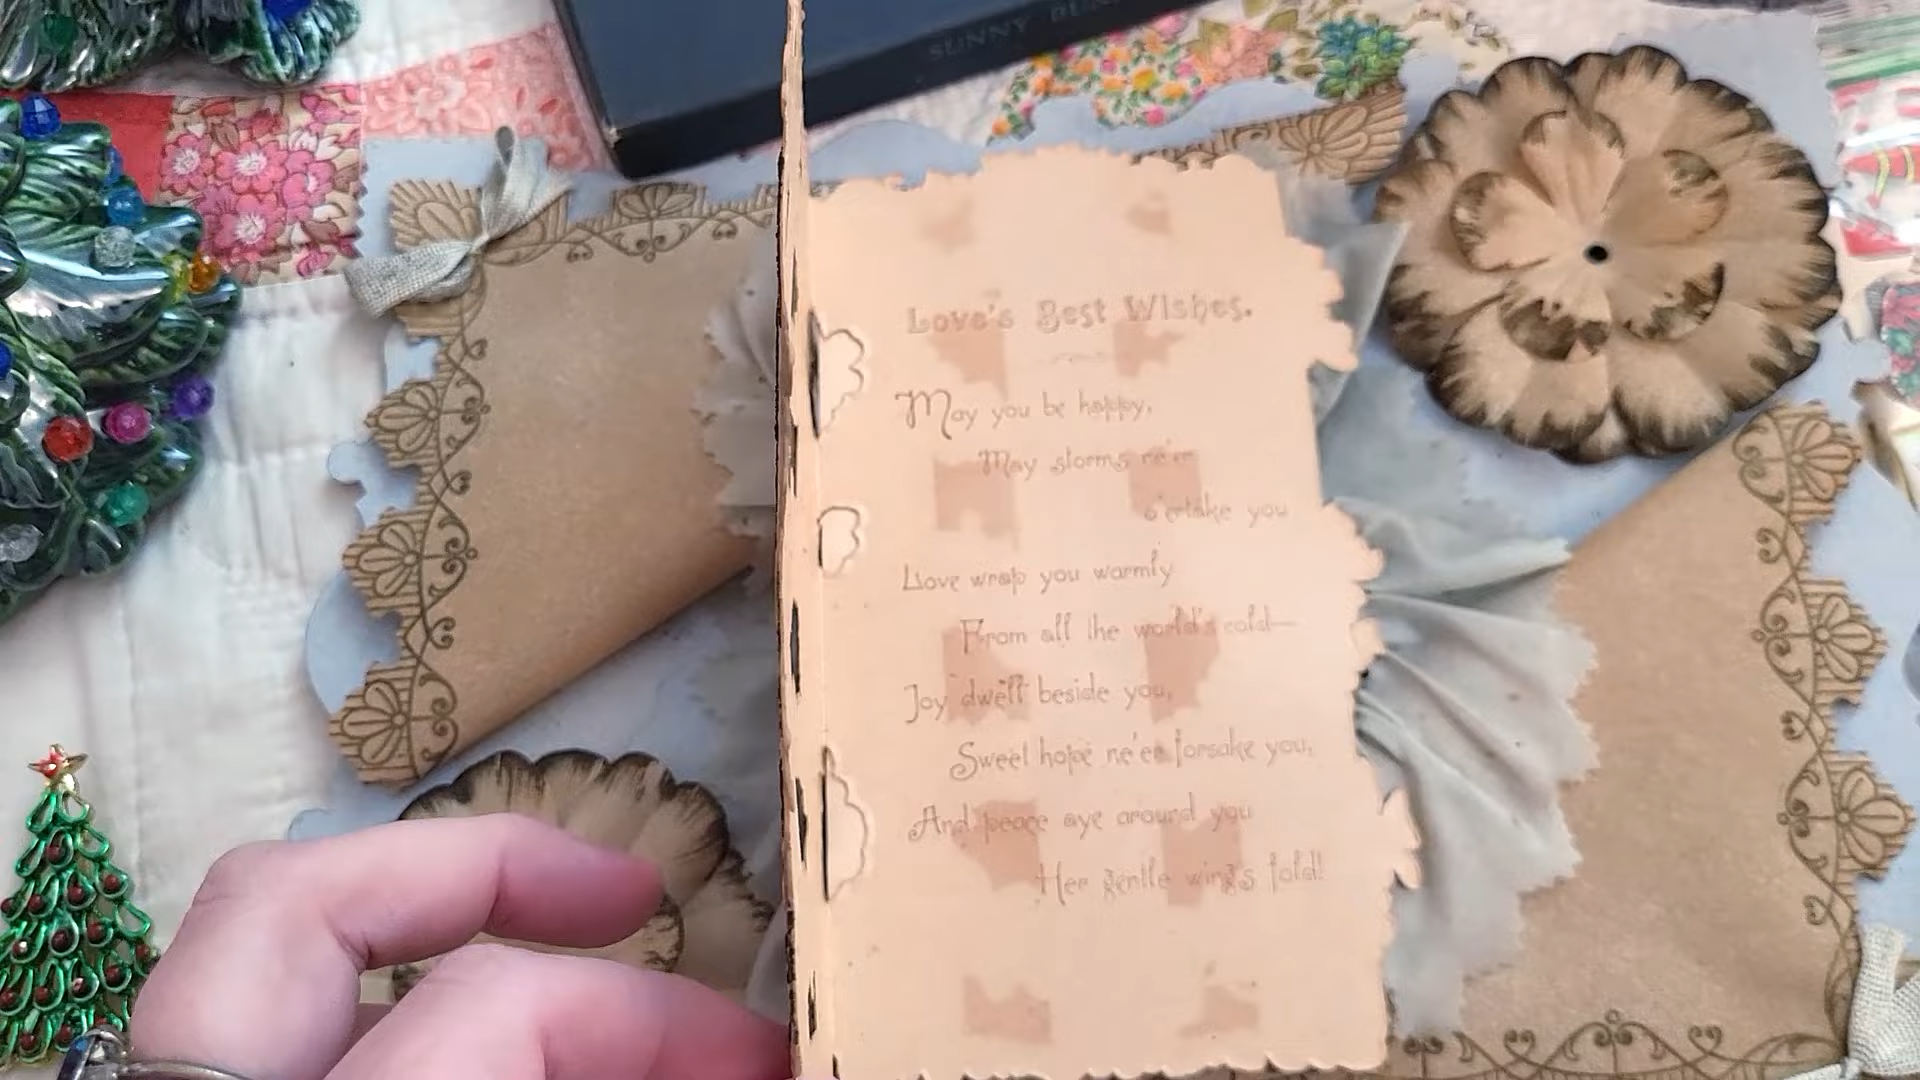 SUNNY
Love's Best Wishes.
May you be happy,
May storms ne'er
o'ertake you
Love wrap you warmly
From all the world's cold—
Joy dwell beside you,
Sweet hope ne'er forsake you,
And peace aye around you
Her gentle wings fold!